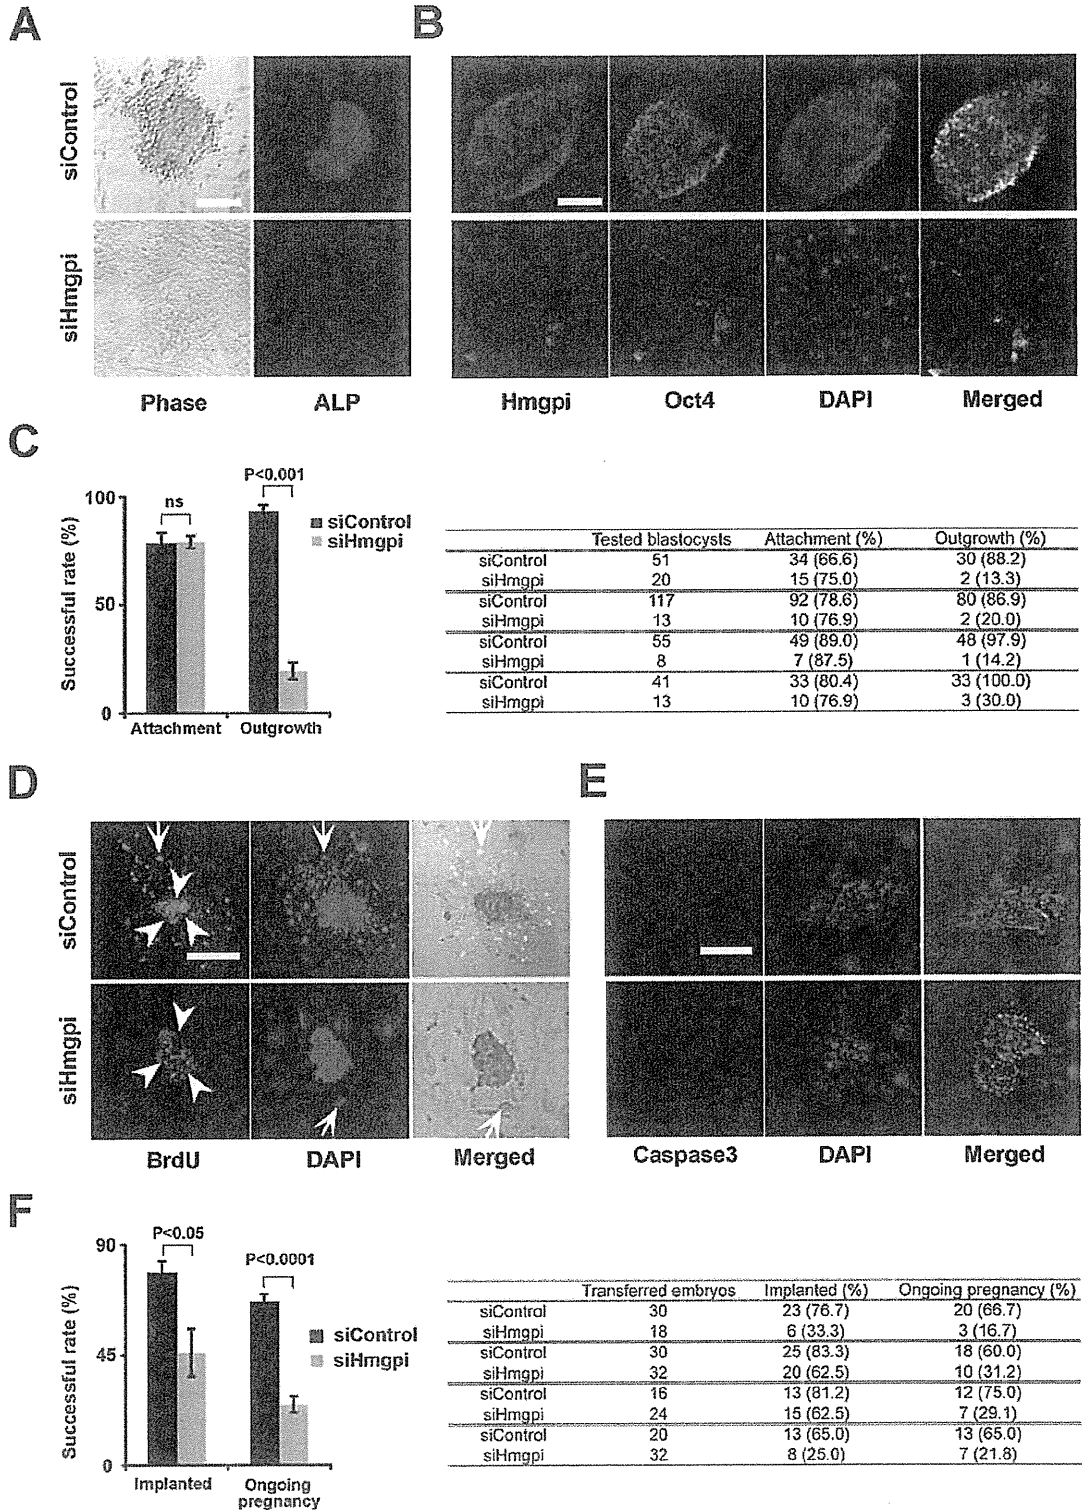 A
B
siControl
siHmgpi
Phase
ALP
Hmgpi
Oct4
DAPI
Merged
C
Successful rate (%)
100
50
0
ns
P<0.001
siControl
siHmgpi
Attachment
Outgrowth
Tested blastocysts Attachment (%) Outgrowth (%)
siControl 51 34 (66.6) 30 (88.2)
siHmgpi 20 15 (75.0) 2 (13.3)
siControl 117 92 (78.6) 80 (86.9)
siHmgpi 13 10 (76.9) 2 (20.0)
siControl 55 49 (89.0) 48 (97.9)
siHmgpi 8 7 (87.5) 1 (14.2)
siControl 41 33 (80.4) 33 (100.0)
siHmgpi 13 10 (76.9) 3 (30.0)
D
E
siControl
siHmgpi
BrdU
DAPI
Merged
Caspase3
DAPI
Merged
F
Successful rate (%)
90
45
0
P<0.05
P<0.0001
siControl
siHmgpi
Implanted
Ongoing
pregnancy
Transferred embryos Implanted (%) Ongoing pregnancy (%)
siControl 30 23 (76.7) 20 (66.7)
siHmgpi 18 6 (33.3) 3 (16.7)
siControl 30 25 (83.3) 18 (60.0)
siHmgpi 32 20 (62.5) 10 (31.2)
siControl 16 13 (81.2) 12 (75.0)
siHmgpi 24 15 (62.5) 7 (29.1)
siControl 20 13 (65.0) 13 (65.0)
siHmgpi 32 8 (25.0) 7 (21.8)